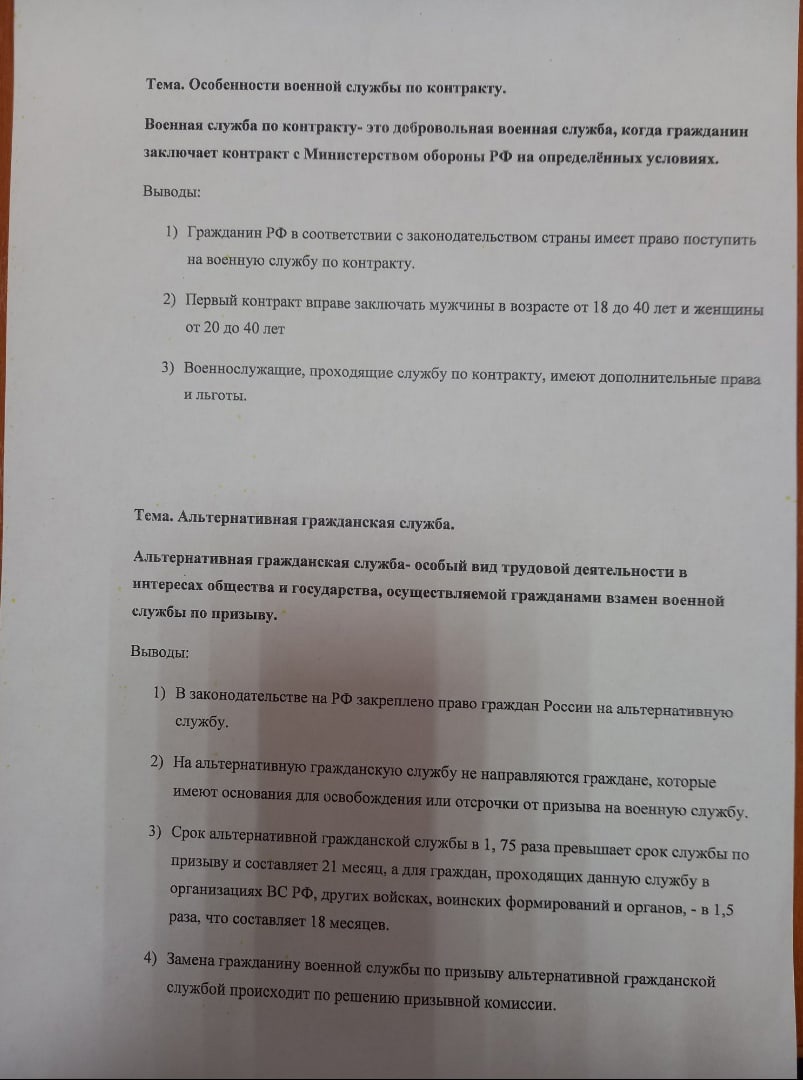 Тема. Особенности военной службы по контракту.
Военная служба по контракту- это добровольная военная служба, когда гражданин
заключает контракт с Министерством обороны РФ на определённых условиях.
Выводы:
1) Гражданин РФ в соответствии с законодательством страны имеет право поступить
на военную службу по контракту.
2) Первый контракт вправе заключать мужчины в возрасте от 18 до 40 лет и женщины
от 20 до 40 лет
3) Военнослужащие, проходящие службу по контракту, имеют дополнительные права
и льготы.
Тема. Альтернативная гражданская служба.
Альтернативная гражданская служба- особый вид трудовой деятельности в
интересах общества и государства, осуществляемой гражданами взамен военной
службы по призыву.
Выводы:
1) В законодательстве на РФ закреплено право граждан России на альтернативную
службу.
2) На альтернативную гражданскую службу не направляются граждане, которые
имеют основания для освобождения или отсрочки от призыва на военную службу.
3) Срок альтернативной гражданской службы в 1, 75 раза превышает срок службы по
призыву и составляет 21 месяц, а для граждан, проходящих данную службу в
организациях ВС РФ, других войсках, воинских формирований и органов, - в 1,5
раза, что составляет 18 месяцев.
4) Замена гражданину военной службы по призыву альтернативной гражданской
службой происходит по решению призывной комиссии.